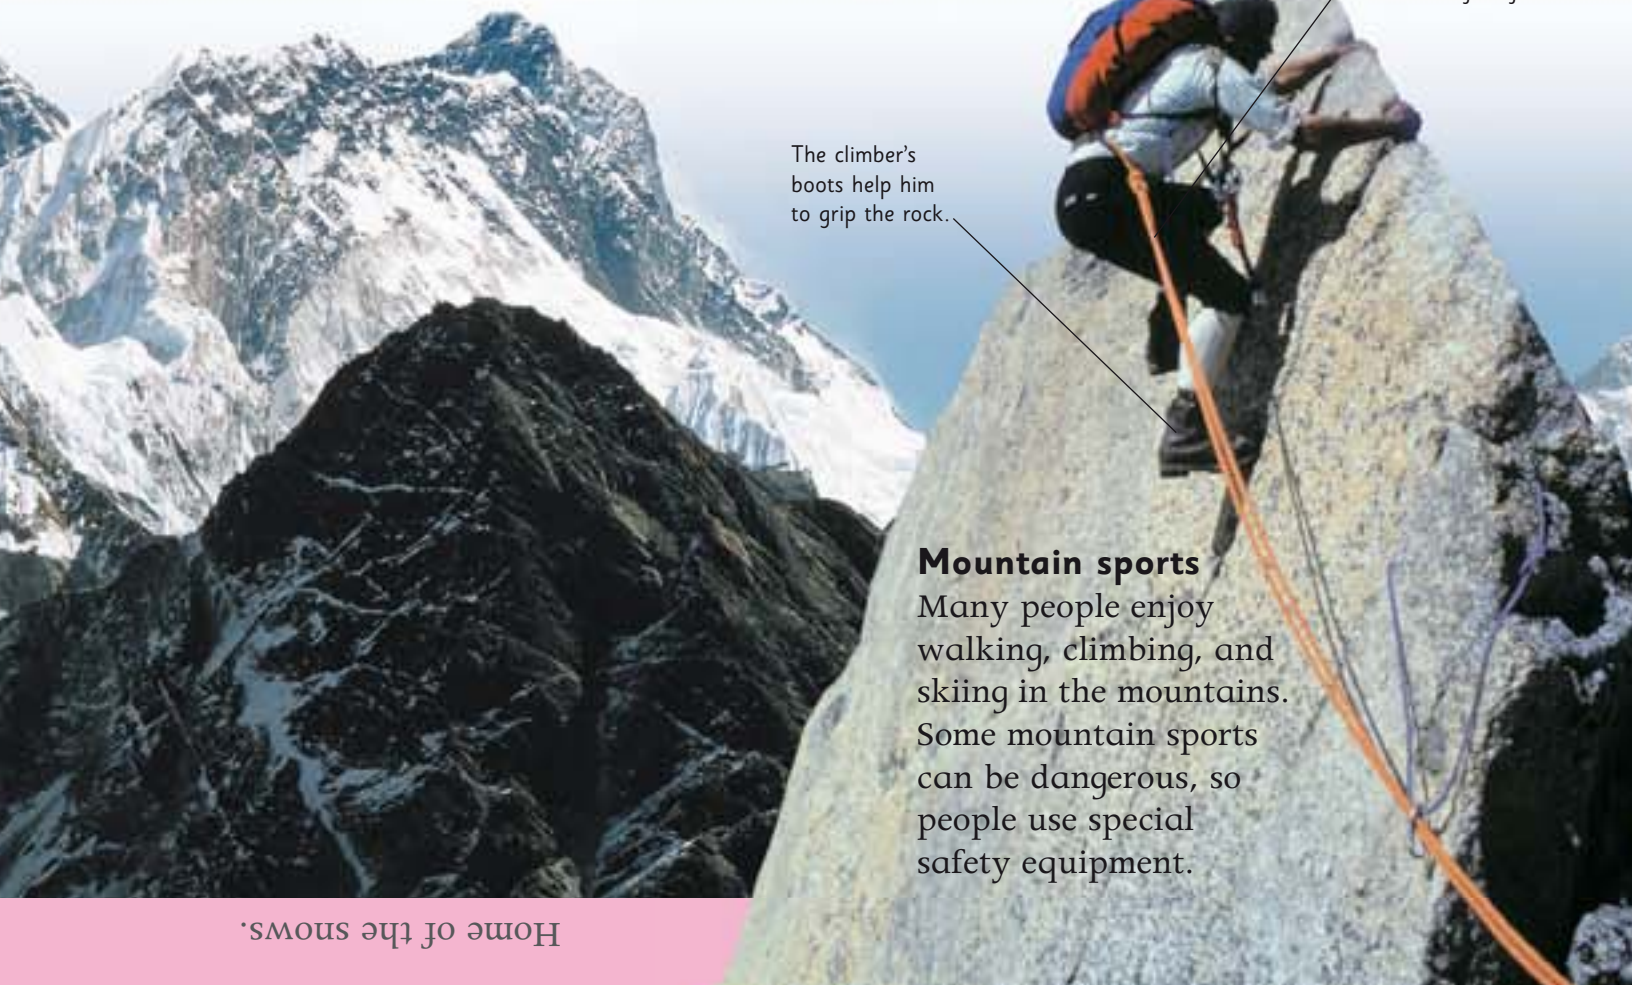 The climber's
boots help him
to grip the rock.
Mountain sports
Many people enjoy
walking, climbing, and
skiing in the mountains.
Some mountain sports
can be dangerous, so
people use special
safety equipment.
Home of the snows.